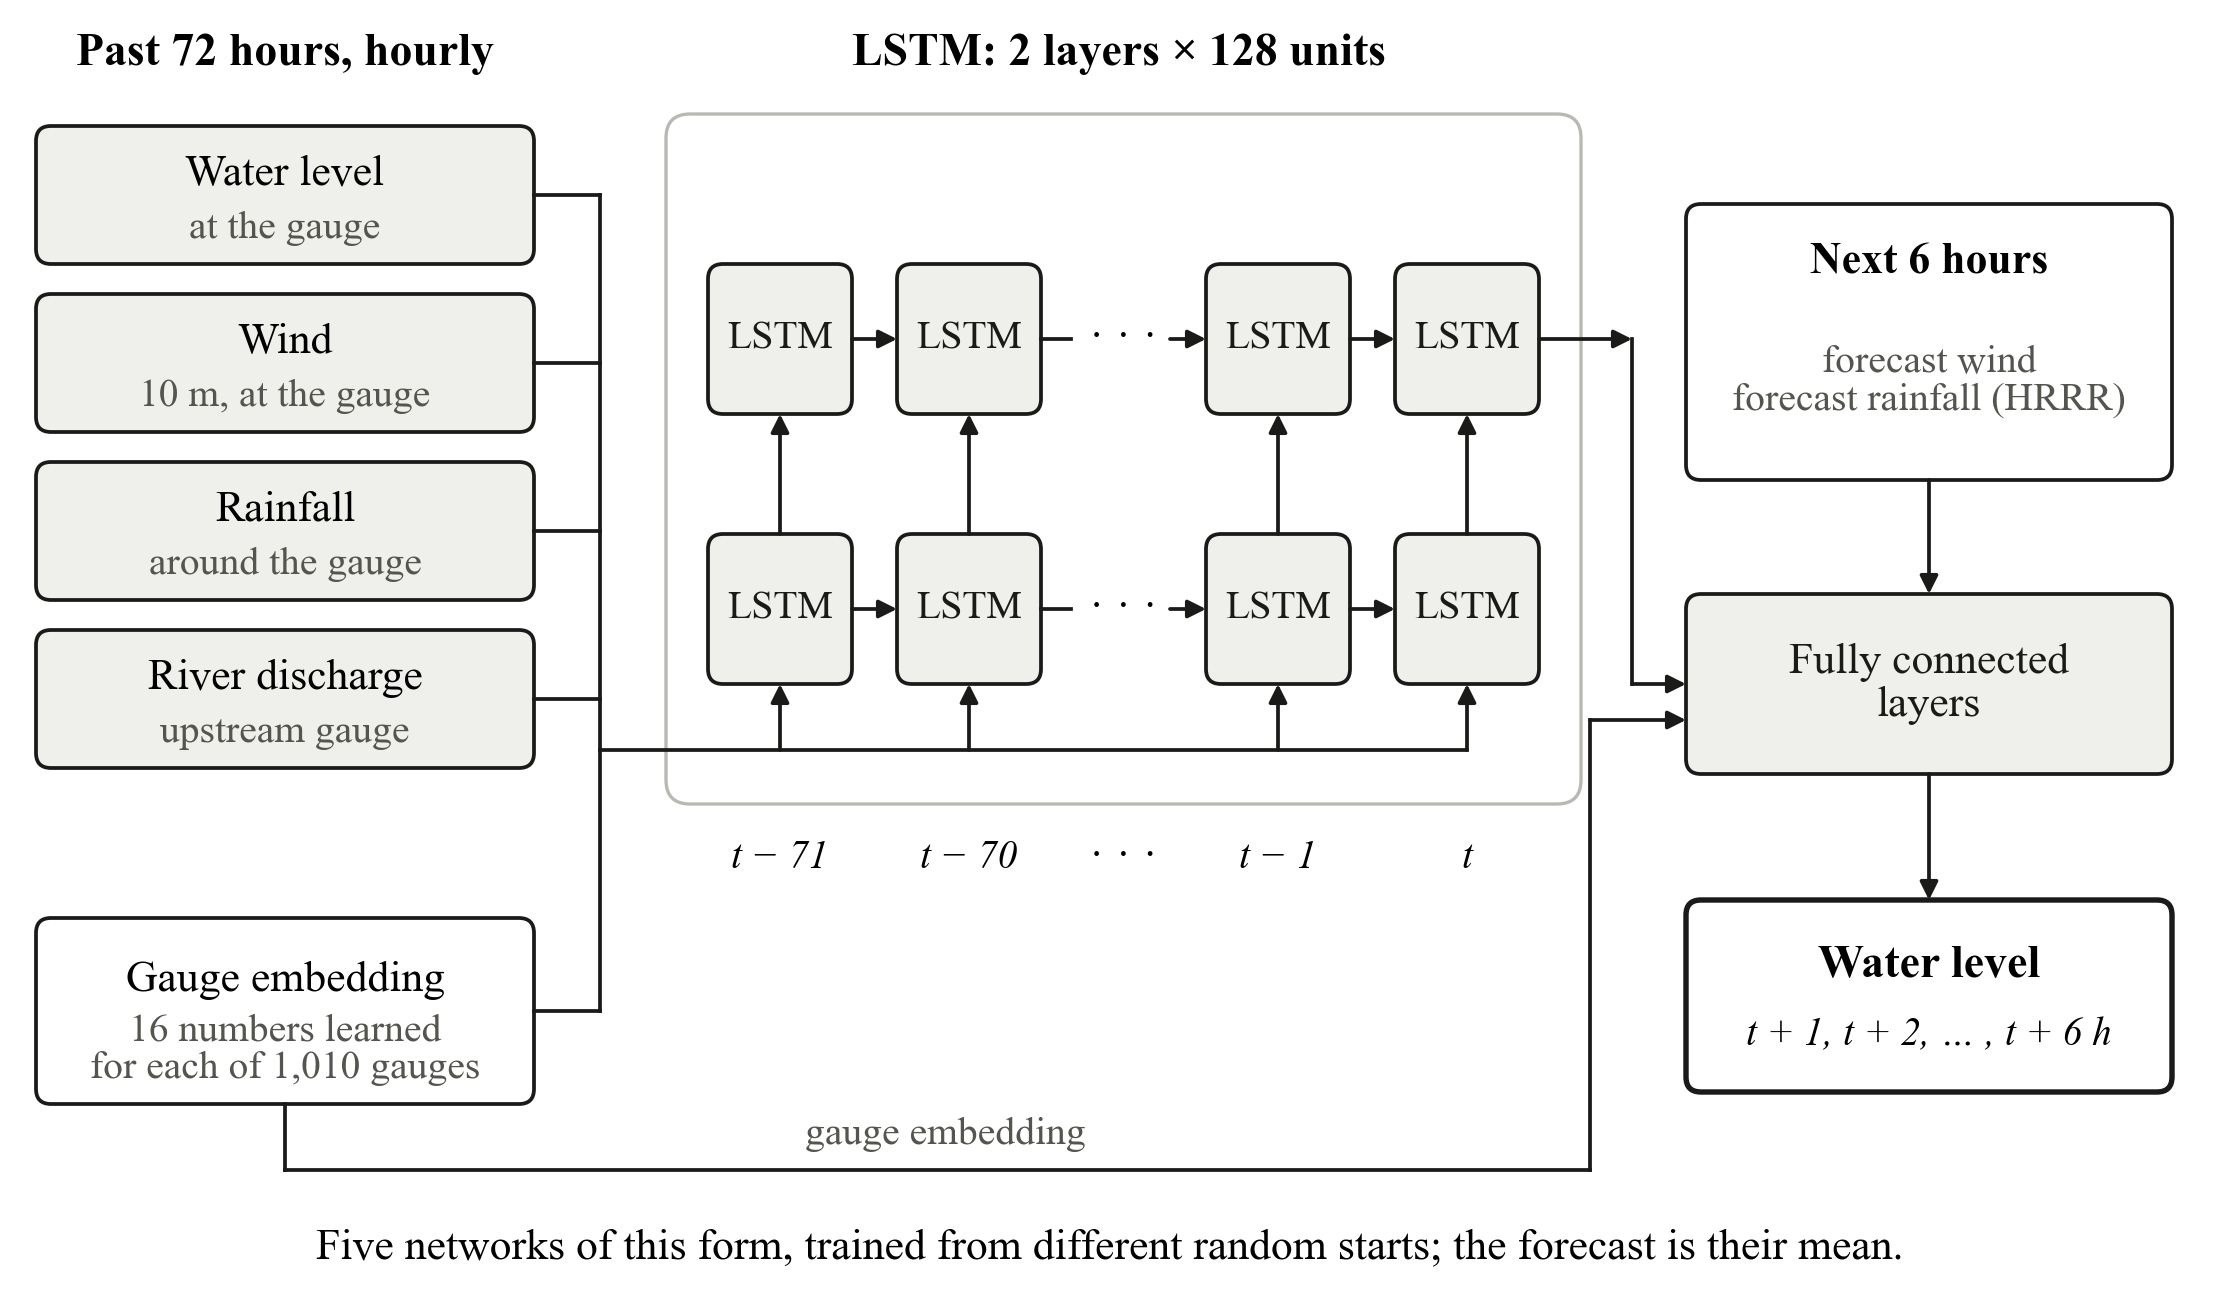 Past 72 hours, hourly
Water level
at the gauge
Wind
10 m, at the gauge
Rainfall
around the gauge
River discharge
upstream gauge
Gauge embedding
16 numbers learned
for each of 1,010 gauges
LSTM: 2 layers × 128 units
LSTM LSTM · · · LSTM LSTM
LSTM LSTM · · · LSTM LSTM
t − 71 t − 70 · · · t − 1 t
gauge embedding
Next 6 hours
forecast wind
forecast rainfall (HRRR)
Fully connected
layers
Water level
t + 1, t + 2, ... , t + 6 h
Five networks of this form, trained from different random starts; the forecast is their mean.